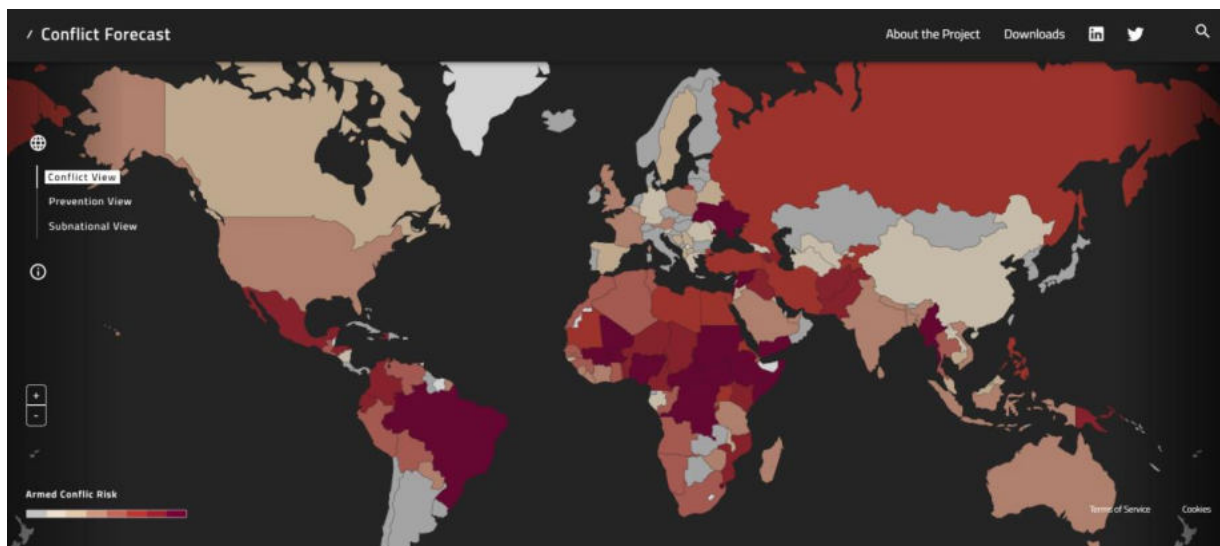 / Conflict Forecast
About the Project
Downloads
in
Conflict View
Prevention View
Subnational View
+
-
Armed Conflic Risk
Terms of Service
Cookies